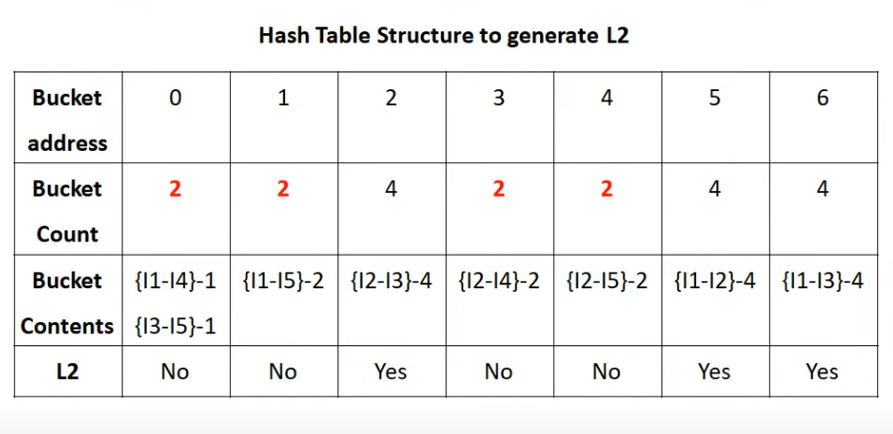 Hash Table Structure to generate L2
Bucket address 0 1 2 3 4 5 6
Bucket Count 2 2 4 2 2 4 4
Bucket Contents {I1-I4}-1 {I3-I5}-1 {I1-I5}-2 {I2-I3}-4 {I2-I4}-2 {I2-I5}-2 {I1-I2}-4 {I1-I3}-4
L2 No No Yes No No Yes Yes